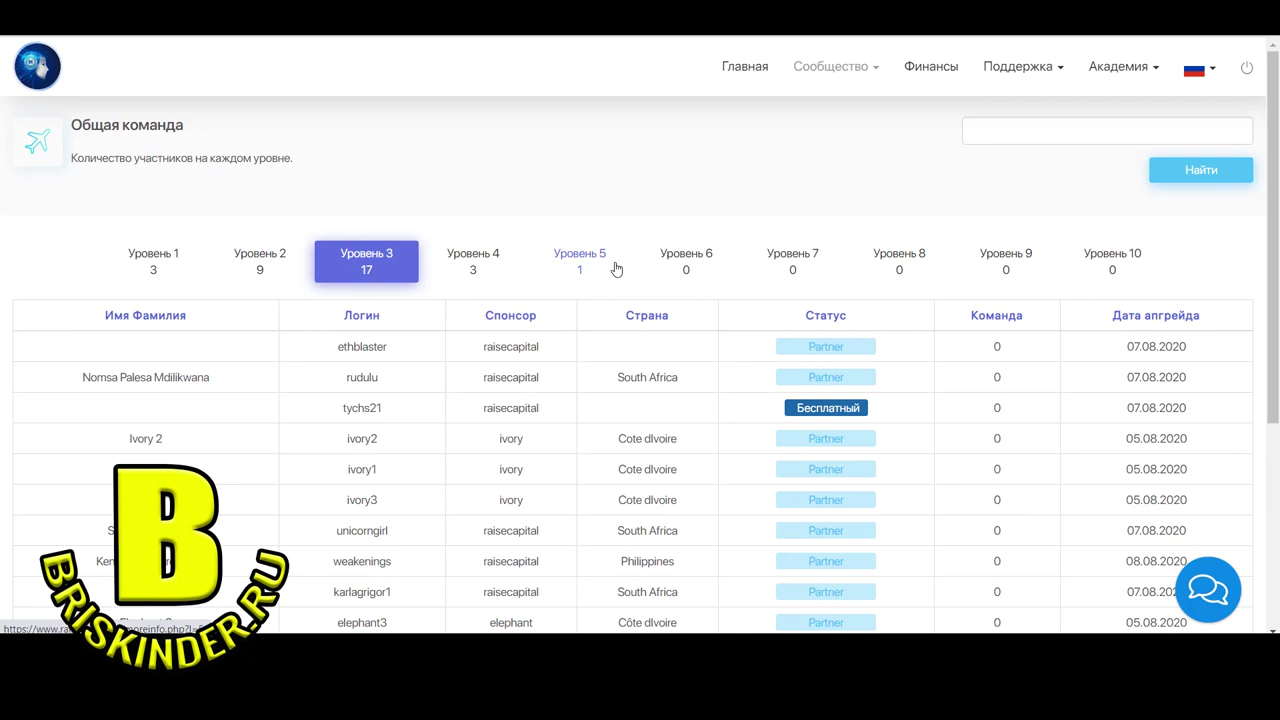 Главная Сообщество Финансы Поддержка Академия
Общая команда
Количество участников на каждом уровне.
Найти
Уровень 1 Уровень 2 Уровень 3 Уровень 4 Уровень 5 Уровень 6 Уровень 7 Уровень 8 Уровень 9 Уровень 10
3 9 17 3 1 0 0 0 0 0
Имя Фамилия Логин Спонсор Страна Статус Команда Дата апгрейда
ethblaster raisecapital Partner 0 07.08.2020
Nomsa Palesa Mdilikwana rudulu raisecapital South Africa Partner 0 07.08.2020
tychs21 raisecapital Бесплатный 0 07.08.2020
Ivory 2 ivory2 ivory Cote dIvoire Partner 0 05.08.2020
ivory1 ivory Cote dIvoire Partner 0 05.08.2020
ivory3 ivory Cote dIvoire Partner 0 05.08.2020
unicorngirl raisecapital South Africa Partner 0 07.08.2020
weakenings raisecapital Philippines Partner 0 08.08.2020
karlagrigor1 raisecapital South Africa Partner 0
elephant3 elephant Côte dIvoire Partner 0 05.08.2020
B
BRISKINDER.RU